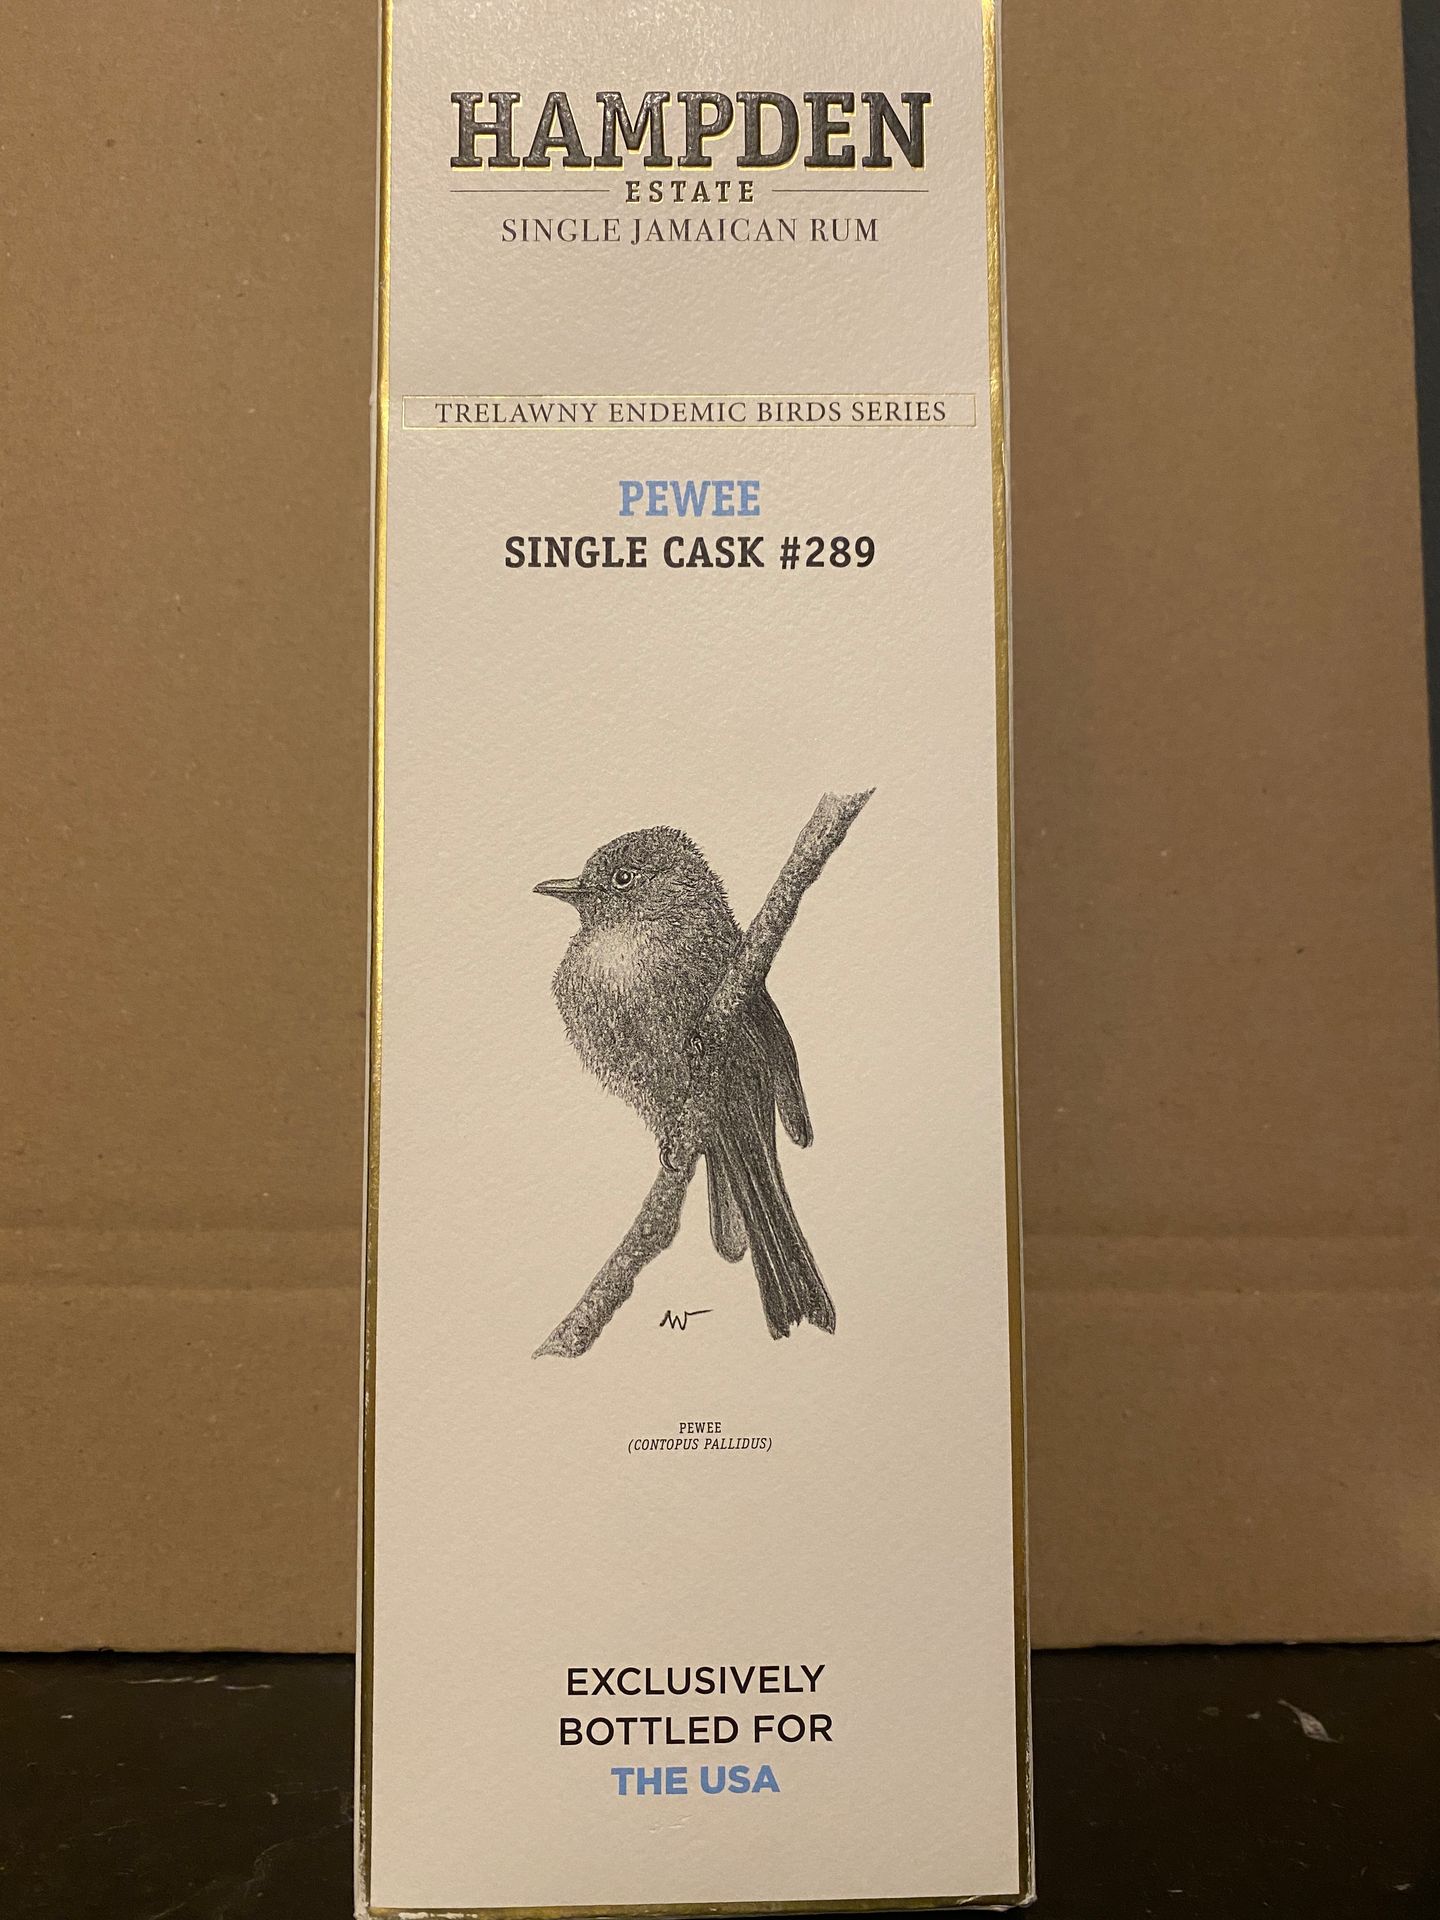 HAMPDEN
ESTATE
SINGLE JAMAICAN RUM
TRELAWNY ENDEMIC BIRDS SERIES
PEWEE
SINGLE CASK #289
PEWEE
(CONTOPUS PALLIDUS)
EXCLUSIVELY
BOTTLED FOR
THE USA